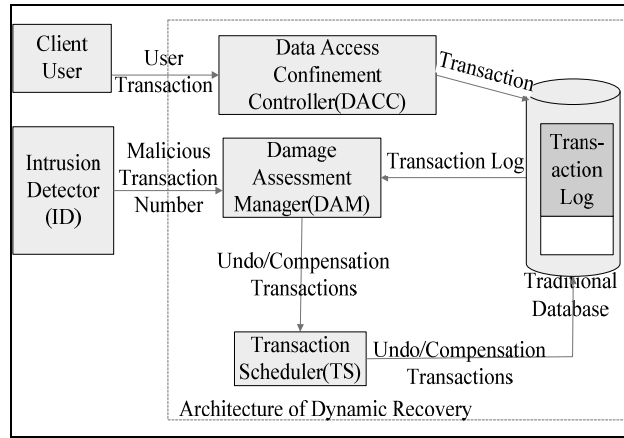 Client
User
User
Transaction
Data Access
Confinement
Controller(DACC)
Transaction
Intrusion
Detector
(ID)
Malicious
Transaction
Number
Damage
Assessment
Manager(DAM)
Transaction Log
Trans-
action
Log
Undo/Compensation
Transactions
Traditional
Database
Transaction
Scheduler(TS)
Undo/Compensation
Transactions
Architecture of Dynamic Recovery